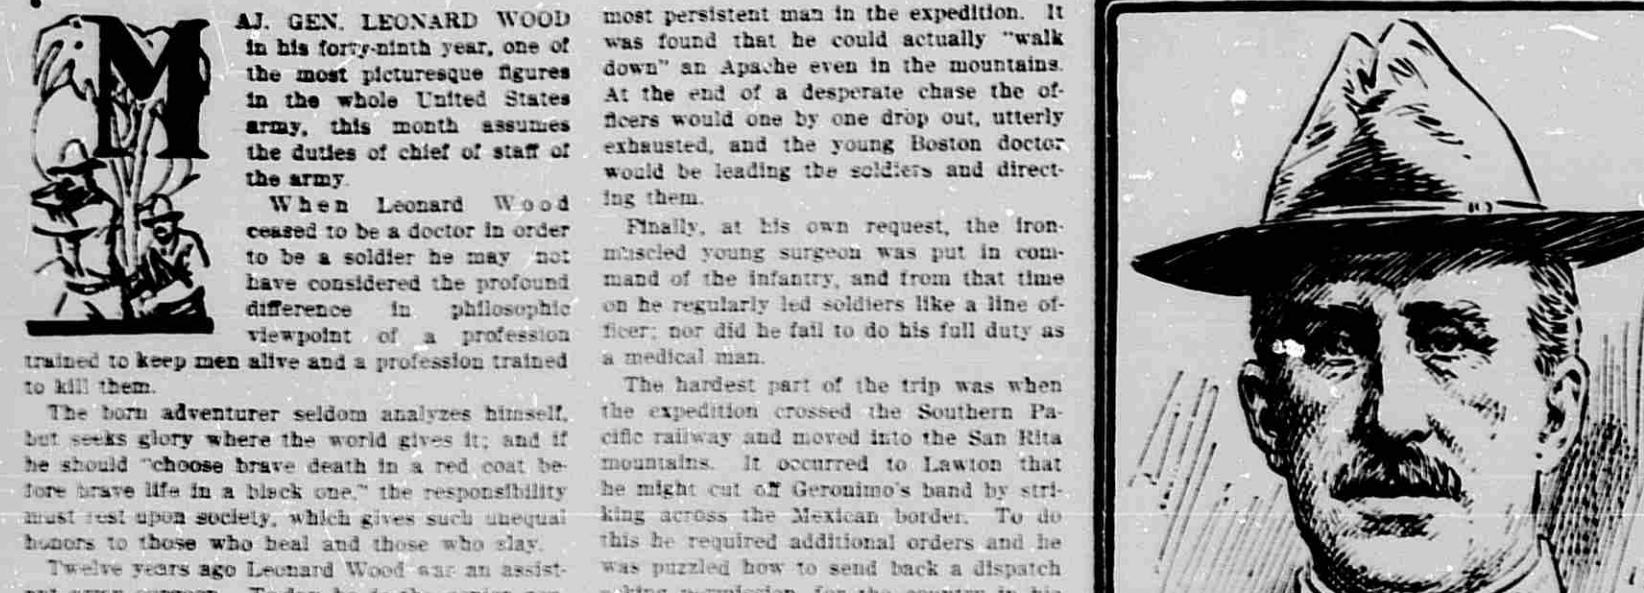 MAJ. GEN. LEONARD WOOD
in his forty-ninth year, one of
the most picturesque figures
in the whole United States
army, this month assumes
the duties of chief of staff of
the army.
When Leonard Wood
ceased to be a doctor in order
to be a soldier he may not
have considered the profound
difference in philosophic
viewpoint of a profession
trained to keep men alive and a profession trained
to kill them.
The born adventurer seldom analyzes himself,
but seeks glory where the world gives it; and if
he should "choose brave death in a red coat be-
fore brave life in a black one," the responsibility
must rest upon society, which gives such unequal
honors to those who heal and those who slay.
Twelve years ago Leonard Wood was an assist-
most persistent man in the expedition. It
was found that he could actually "walk
down" an Apache even in the mountains.
At the end of a desperate chase the of-
ficers would one by one drop out, utterly
exhausted, and the young Boston doctor
would be leading the soldiers and direct-
ing them.
Finally, at his own request, the iron-
muscled young surgeon was put in com-
mand of the infantry, and from that time
on he regularly led soldiers like a line of-
ficer; nor did he fail to do his full duty as
a medical man.
The hardest part of the trip was when
the expedition crossed the Southern Pa-
cific railway and moved into the San Rita
mountains. It occurred to Lawton that
he might cut off Geronimo's band by stri-
king across the Mexican border. To do
this he required additional orders and he
was puzzled how to send back a dispatch